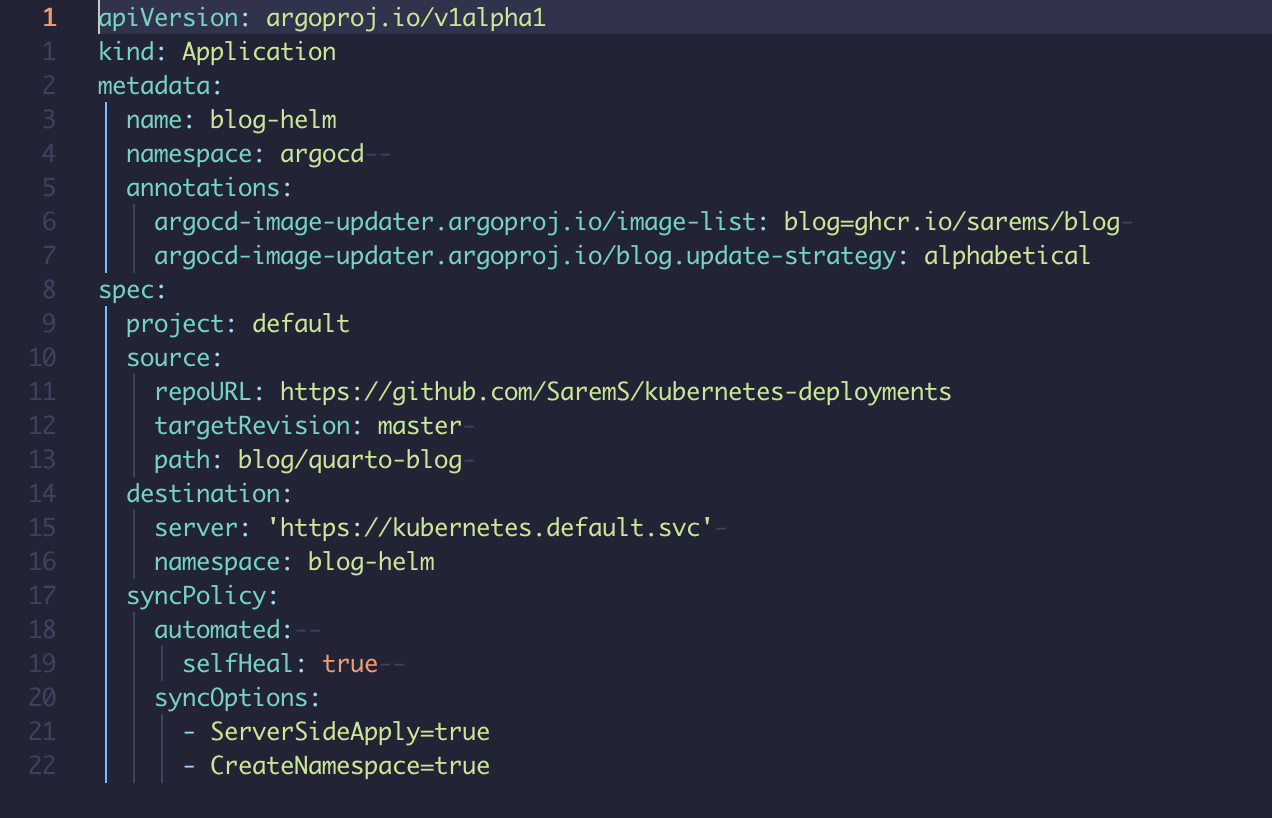 1 apiVersion: argoproj.io/v1alpha1
1 kind: Application
2 metadata:
3   name: blog-helm
4   namespace: argocd--
5   annotations:
6     argocd-image-updater.argoproj.io/image-list: blog=ghcr.io/sarems/blog-
7     argocd-image-updater.argoproj.io/blog.update-strategy: alphabetical
8 spec:
9   project: default
10   source:
11     repoURL: https://github.com/SaremS/kubernetes-deployments
12     targetRevision: master-
13     path: blog/quarto-blog-
14   destination:
15     server: 'https://kubernetes.default.svc'-
16     namespace: blog-helm
17   syncPolicy:
18     automated:--
19       selfHeal: true--
20     syncOptions:
21       - ServerSideApply=true
22       - CreateNamespace=true